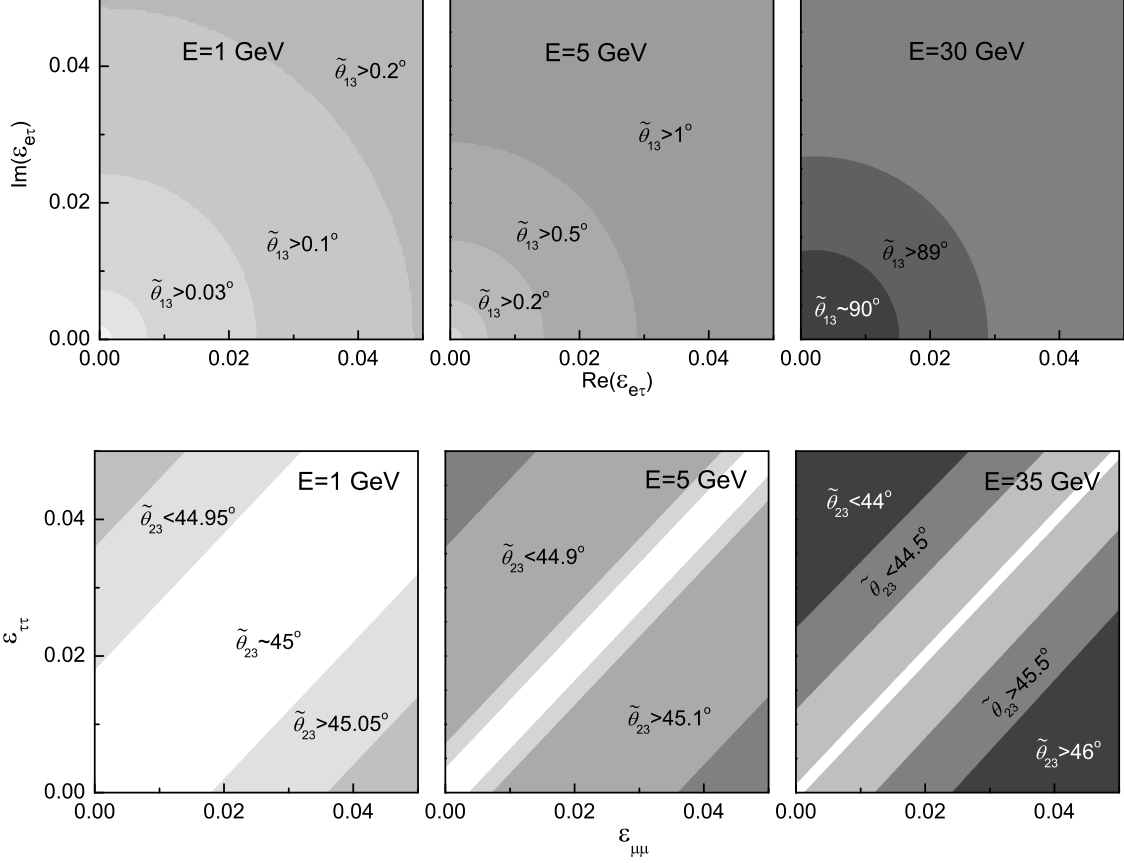 E=1 GeV
E=5 GeV
E=30 GeV
θ̃₁₃>0.2°
θ̃₁₃>1°
θ̃₁₃>0.1°
θ̃₁₃>0.5°
θ̃₁₃>89°
θ̃₁₃>0.03°
θ̃₁₃>0.2°
θ̃₁₃~90°
0.04
0.02
0.00
Im(ε_eτ)
0.00 0.02 0.04 0.00 0.02 0.04 0.00 0.02 0.04
Re(ε_eτ)
E=1 GeV
E=5 GeV
E=35 GeV
θ̃₂₃<44.95°
θ̃₂₃<44.9°
θ̃₂₃<44°
θ̃₂₃<44.5°
θ̃₂₃~45°
θ̃₂₃>45.05°
θ̃₂₃>45.1°
θ̃₂₃>45.5°
θ̃₂₃>46°
0.04
0.02
0.00
ε_ττ
0.00 0.02 0.04 0.00 0.02 0.04 0.00 0.02 0.04
ε_μμ